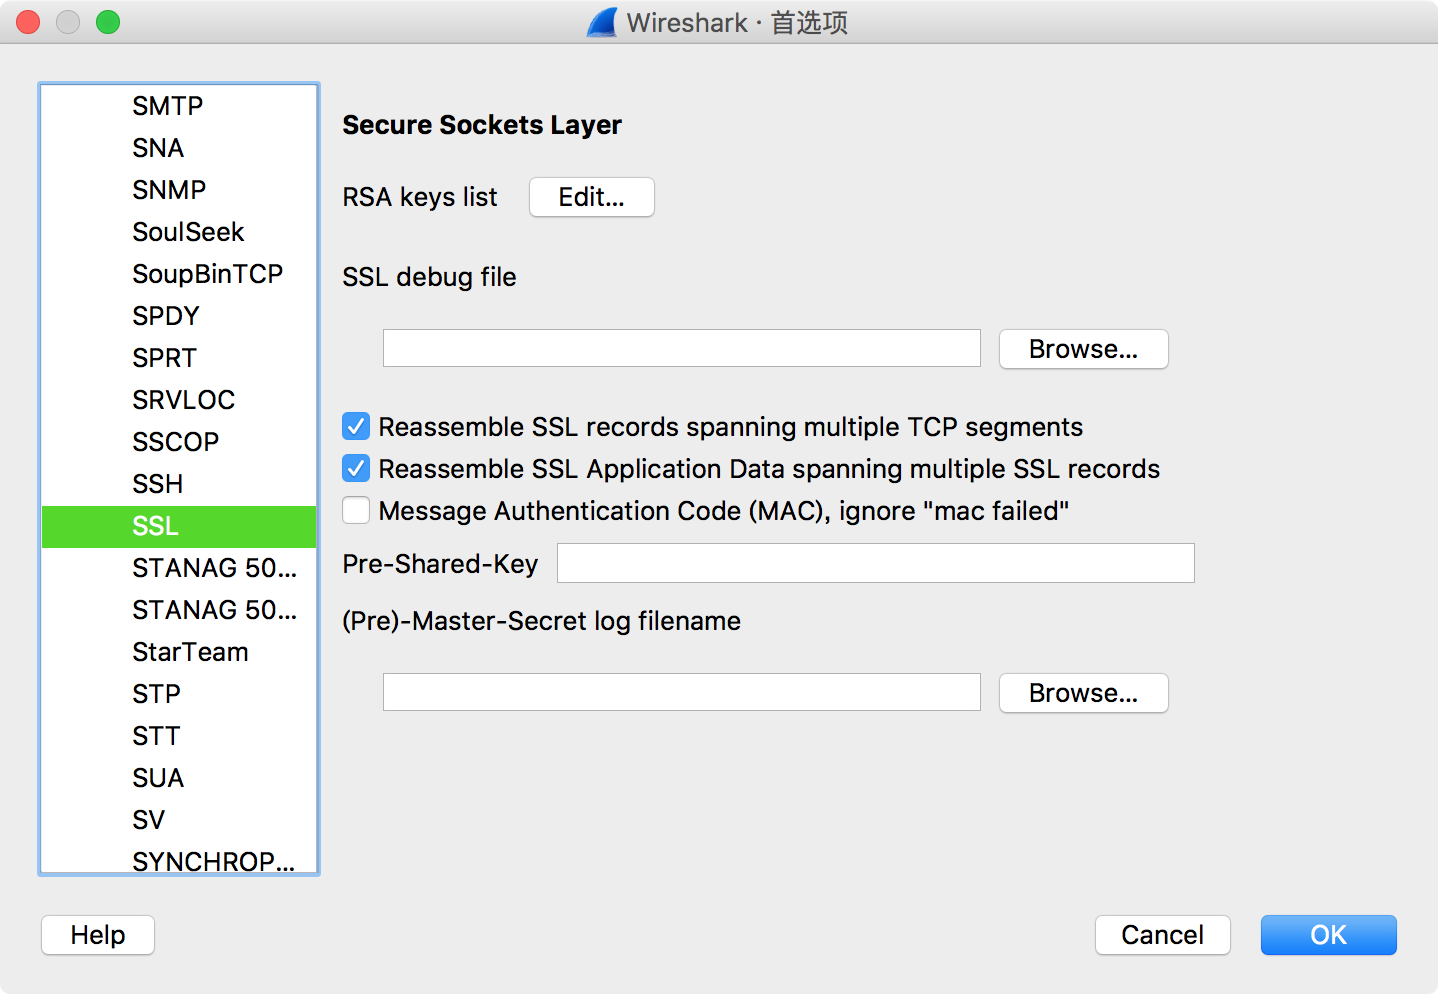 Wireshark · 首选项
SMTP
SNA
SNMP
SoulSeek
SoupBinTCP
SPDY
SPRT
SRVLOC
SSCOP
SSH
SSL
STANAG 50...
STANAG 50...
StarTeam
STP
STT
SUA
SV
SYNCHROP...
Secure Sockets Layer
RSA keys list Edit...
SSL debug file
Browse...
Reassemble SSL records spanning multiple TCP segments
Reassemble SSL Application Data spanning multiple SSL records
Message Authentication Code (MAC), ignore "mac failed"
Pre-Shared-Key
(Pre)-Master-Secret log filename
Browse...
Help Cancel OK